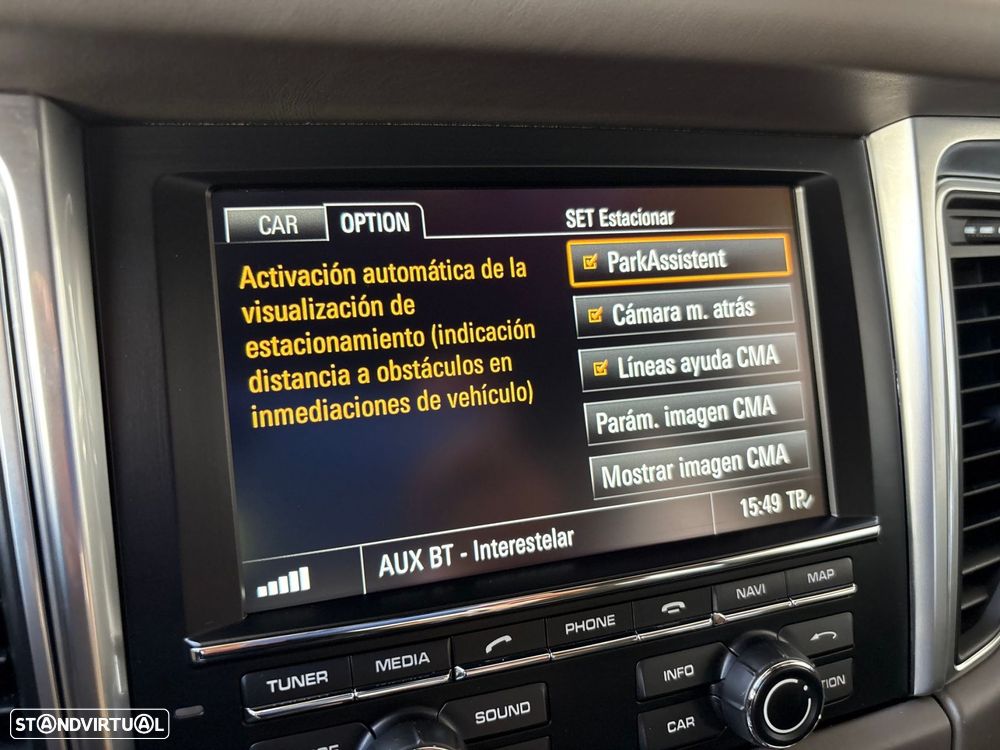 CAR
OPTION
SET Estacionar
Activación automática de la
visualización de
estacionamiento (indicación
distancia a obstáculos en
inmediaciones de vehículo)
ParkAssistent
Cámara m. atrás
Líneas ayuda CMA
Parám. imagen CMA
Mostrar imagen CMA
AUX BT - Interestelar
15:49 TP
TUNER
MEDIA
PHONE
NAVI
MAP
SOUND
INFO
CAR
STANDVIRTUAL